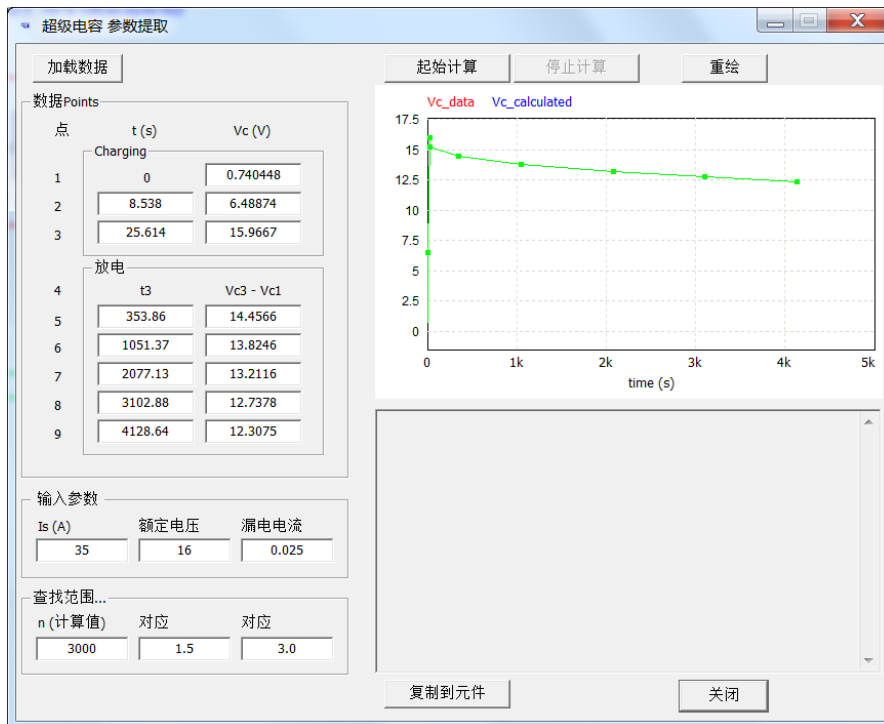 超级电容 参数提取
加载数据
起始计算 停止计算 重绘
数据Points
点 t (s) Vc (V)
Charging
1 0 0.740448
2 8.538 6.48874
3 25.614 15.9667
放电
4 t3 Vc3 - Vc1
5 353.86 14.4566
6 1051.37 13.8246
7 2077.13 13.2116
8 3102.88 12.7378
9 4128.64 12.3075
输入参数
Is (A) 额定电压 漏电电流
35 16 0.025
查找范围...
n (计算值) 对应 对应
3000 1.5 3.0
Vc_data Vc_calculated
17.5
15
12.5
10
7.5
5
2.5
0
0 1k 2k 3k 4k 5k
time (s)
复制到元件 关闭